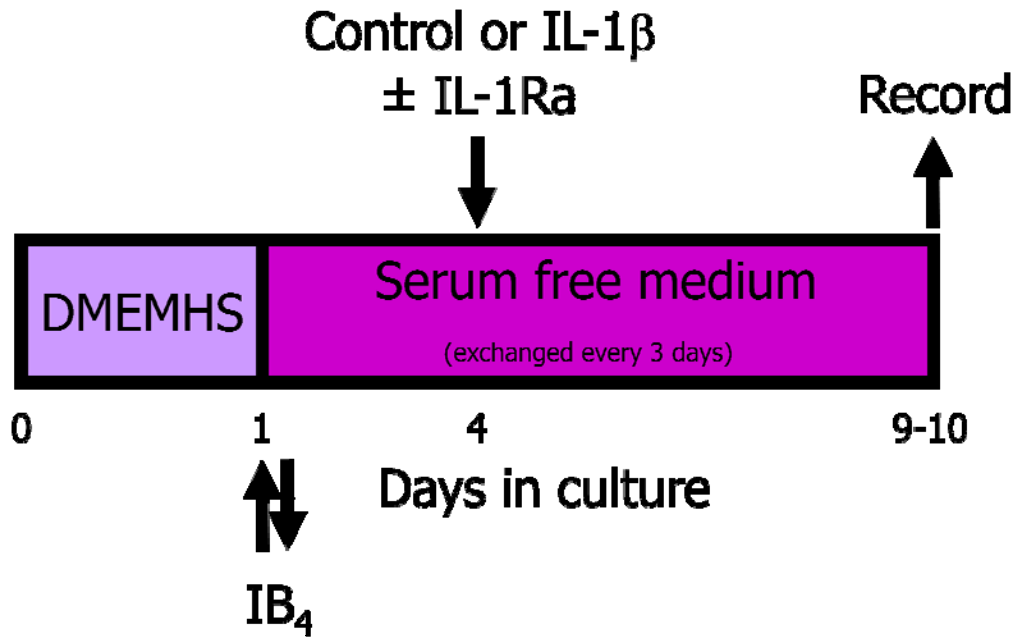 Control or IL-1β
± IL-1Ra
Record
DMEMHS
Serum free medium
(exchanged every 3 days)
0 1 4 9-10
Days in culture
IB₄